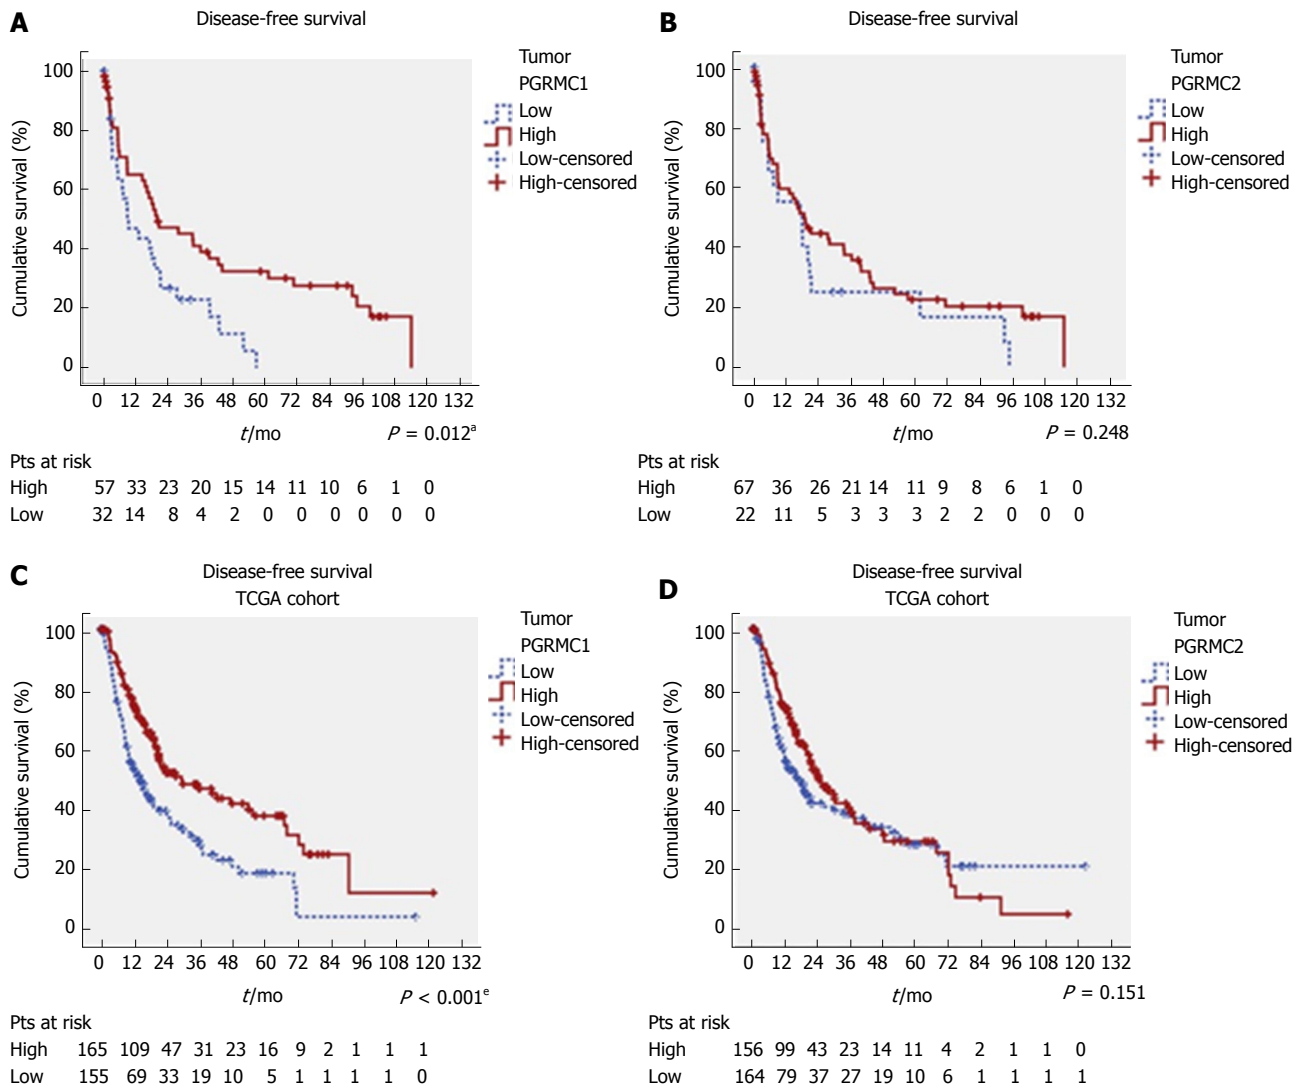 A
Disease-free survival
Tumor
PGRMC1
Low
High
Low-censored
High-censored
Cumulative survival (%)
100
80
60
40
20
0
0 12 24 36 48 60 72 84 96 108 120 132
t/mo
P = 0.012a
Pts at risk
High 57 33 23 20 15 14 11 10 6 1 0
Low 32 14 8 4 2 0 0 0 0 0 0
B
Disease-free survival
Tumor
PGRMC2
Low
High
Low-censored
High-censored
Cumulative survival (%)
100
80
60
40
20
0
0 12 24 36 48 60 72 84 96 108 120 132
t/mo
P = 0.248
Pts at risk
High 67 36 26 21 14 11 9 8 6 1 0
Low 22 11 5 3 3 3 2 2 0 0 0
C
Disease-free survival
TCGA cohort
Tumor
PGRMC1
Low
High
Low-censored
High-censored
Cumulative survival (%)
100
80
60
40
20
0
0 12 24 36 48 60 72 84 96 108 120 132
t/mo
P < 0.001e
Pts at risk
High 165 109 47 31 23 16 9 2 1 1 1
Low 155 69 33 19 10 5 1 1 1 1 0
D
Disease-free survival
TCGA cohort
Tumor
PGRMC2
Low
High
Low-censored
High-censored
Cumulative survival (%)
100
80
60
40
20
0
0 12 24 36 48 60 72 84 96 108 120 132
t/mo
P = 0.151
Pts at risk
High 156 99 43 23 14 11 4 2 1 1 0
Low 164 79 37 27 19 10 6 1 1 1 1